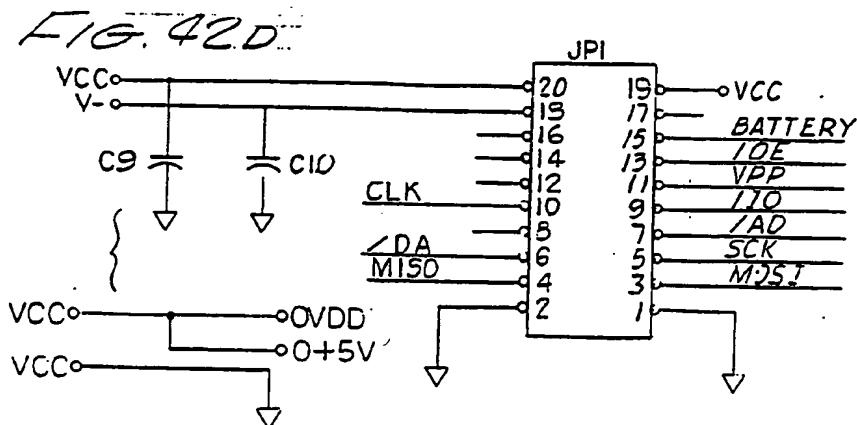 FIG. 42D
JP1
VCC 20 19 VCC
V- 18 17
16 15 BATTERY
14 13 /OE
C9 C10 12 11 VPP
CLK 10 9 /IO
8 7 /AD
/DA 6 5 SCK
MISO 4 3 MOSI
2 1
VCC OVDD
O+5V
VCC